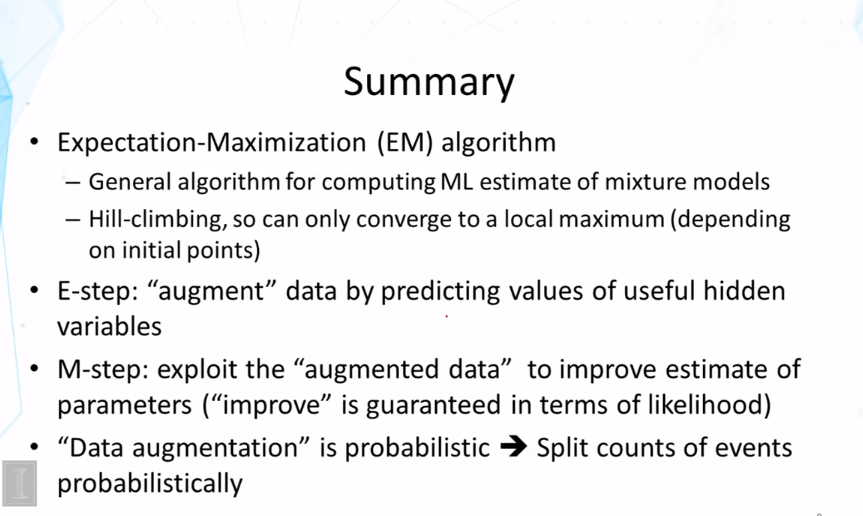 Summary
• Expectation-Maximization (EM) algorithm
– General algorithm for computing ML estimate of mixture models
– Hill-climbing, so can only converge to a local maximum (depending
on initial points)
• E-step: “augment” data by predicting values of useful hidden
variables
• M-step: exploit the “augmented data” to improve estimate of
parameters (“improve” is guaranteed in terms of likelihood)
• “Data augmentation” is probabilistic ➔ Split counts of events
probabilistically
I